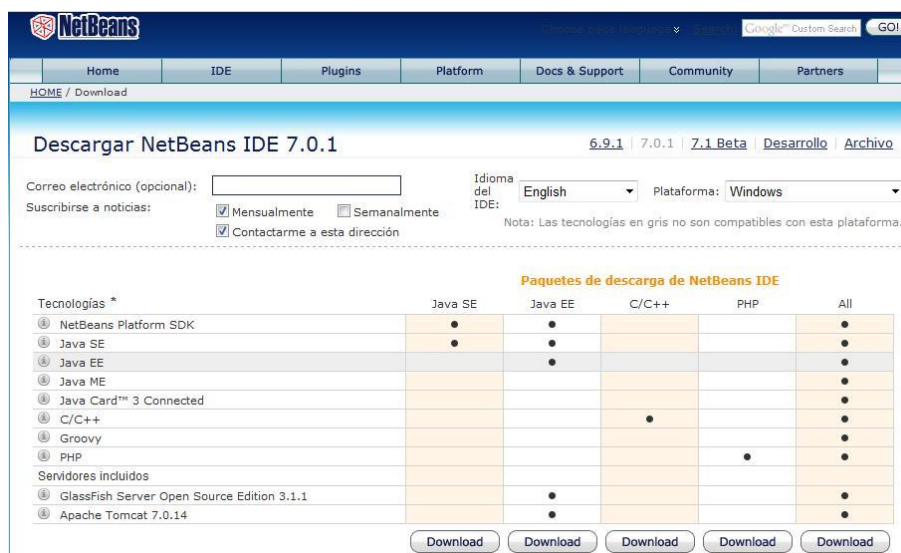 NetBeans
Choose page language Search: Google™ Custom Search GO!
Home IDE Plugins Platform Docs & Support Community Partners
HOME / Download
Descargar NetBeans IDE 7.0.1 6.9.1 | 7.0.1 | 7.1 Beta | Desarrollo | Archivo
Correo electrónico (opcional): Idioma del IDE: English Plataforma: Windows
Suscribirse a noticias: Mensualmente Semanalmente
Contactarme a esta dirección
Nota: Las tecnologías en gris no son compatibles con esta plataforma.
Paquetes de descarga de NetBeans IDE
Tecnologías * Java SE Java EE C/C++ PHP All
NetBeans Platform SDK • • •
Java SE • • •
Java EE • •
Java ME •
Java Card™ 3 Connected •
C/C++ • •
Groovy •
PHP • •
Servidores incluidos
GlassFish Server Open Source Edition 3.1.1 • •
Apache Tomcat 7.0.14 • •
Download Download Download Download Download